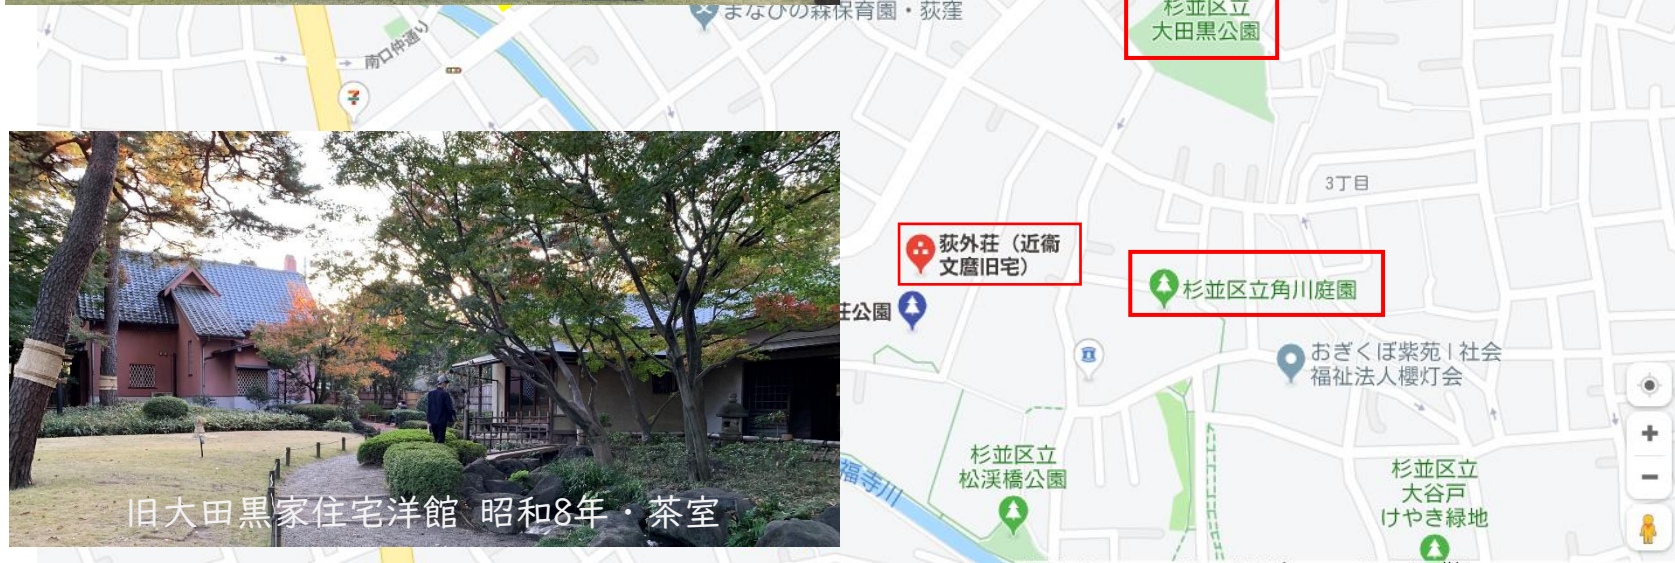 まなびの森保育園・荻窪
杉並区立
大田黒公園
南口仲通り
7
3丁目
荻外荘（近衞
文麿旧宅）
杉並区立角川庭園
荘公園
おぎくぼ紫苑 | 社会
福祉法人櫻灯会
杉並区立
松渓橋公園
福寺川
杉並区立
大谷戸
けやき緑地
旧大田黒家住宅洋館 昭和8年・茶室